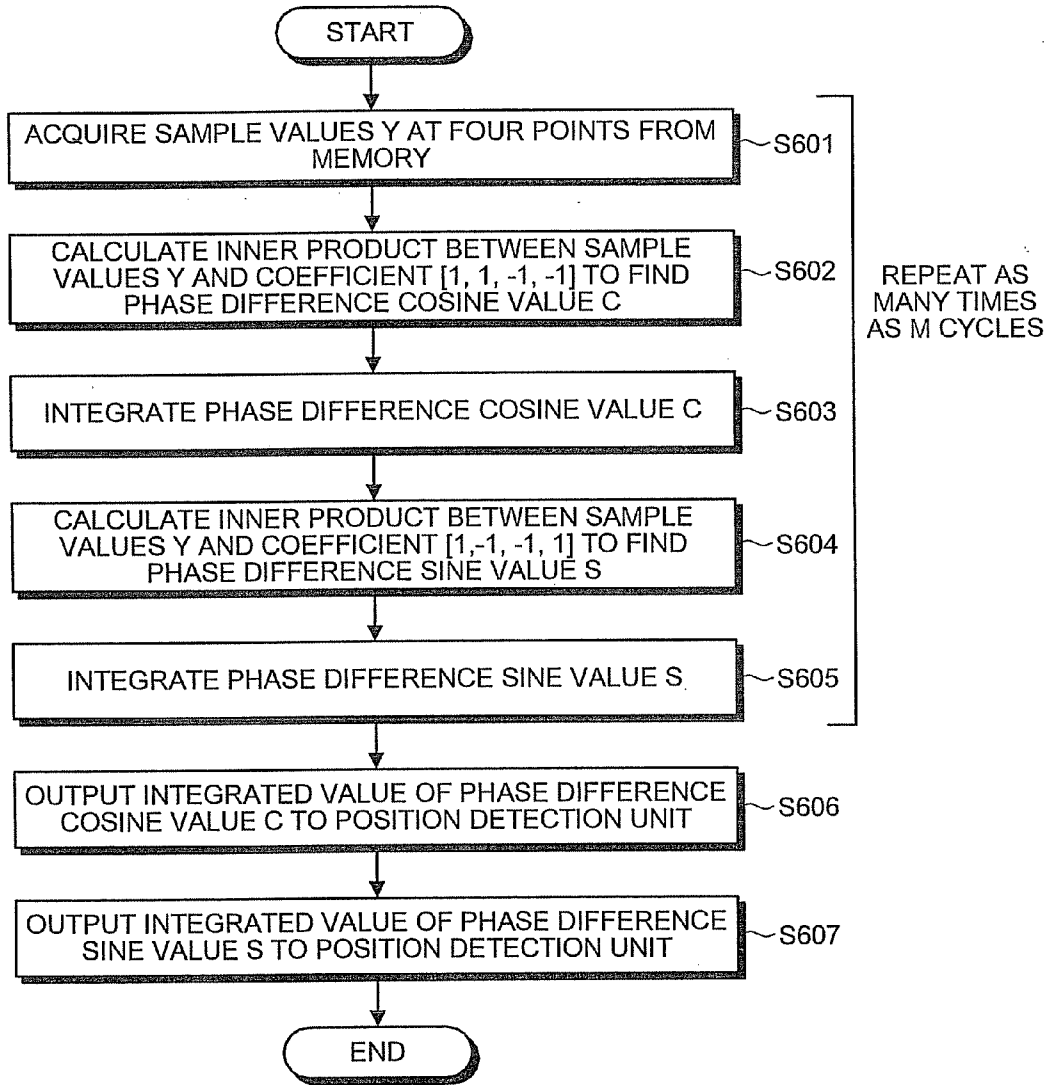 START
ACQUIRE SAMPLE VALUES Y AT FOUR POINTS FROM
MEMORY
S601
CALCULATE INNER PRODUCT BETWEEN SAMPLE
VALUES Y AND COEFFICIENT [1, 1, -1, -1] TO FIND
PHASE DIFFERENCE COSINE VALUE C
S602
REPEAT AS
MANY TIMES
AS M CYCLES
INTEGRATE PHASE DIFFERENCE COSINE VALUE C
S603
CALCULATE INNER PRODUCT BETWEEN SAMPLE
VALUES Y AND COEFFICIENT [1,-1, -1, 1] TO FIND
PHASE DIFFERENCE SINE VALUE S
S604
INTEGRATE PHASE DIFFERENCE SINE VALUE S
S605
OUTPUT INTEGRATED VALUE OF PHASE DIFFERENCE
COSINE VALUE C TO POSITION DETECTION UNIT
S606
OUTPUT INTEGRATED VALUE OF PHASE DIFFERENCE
SINE VALUE S TO POSITION DETECTION UNIT
S607
END